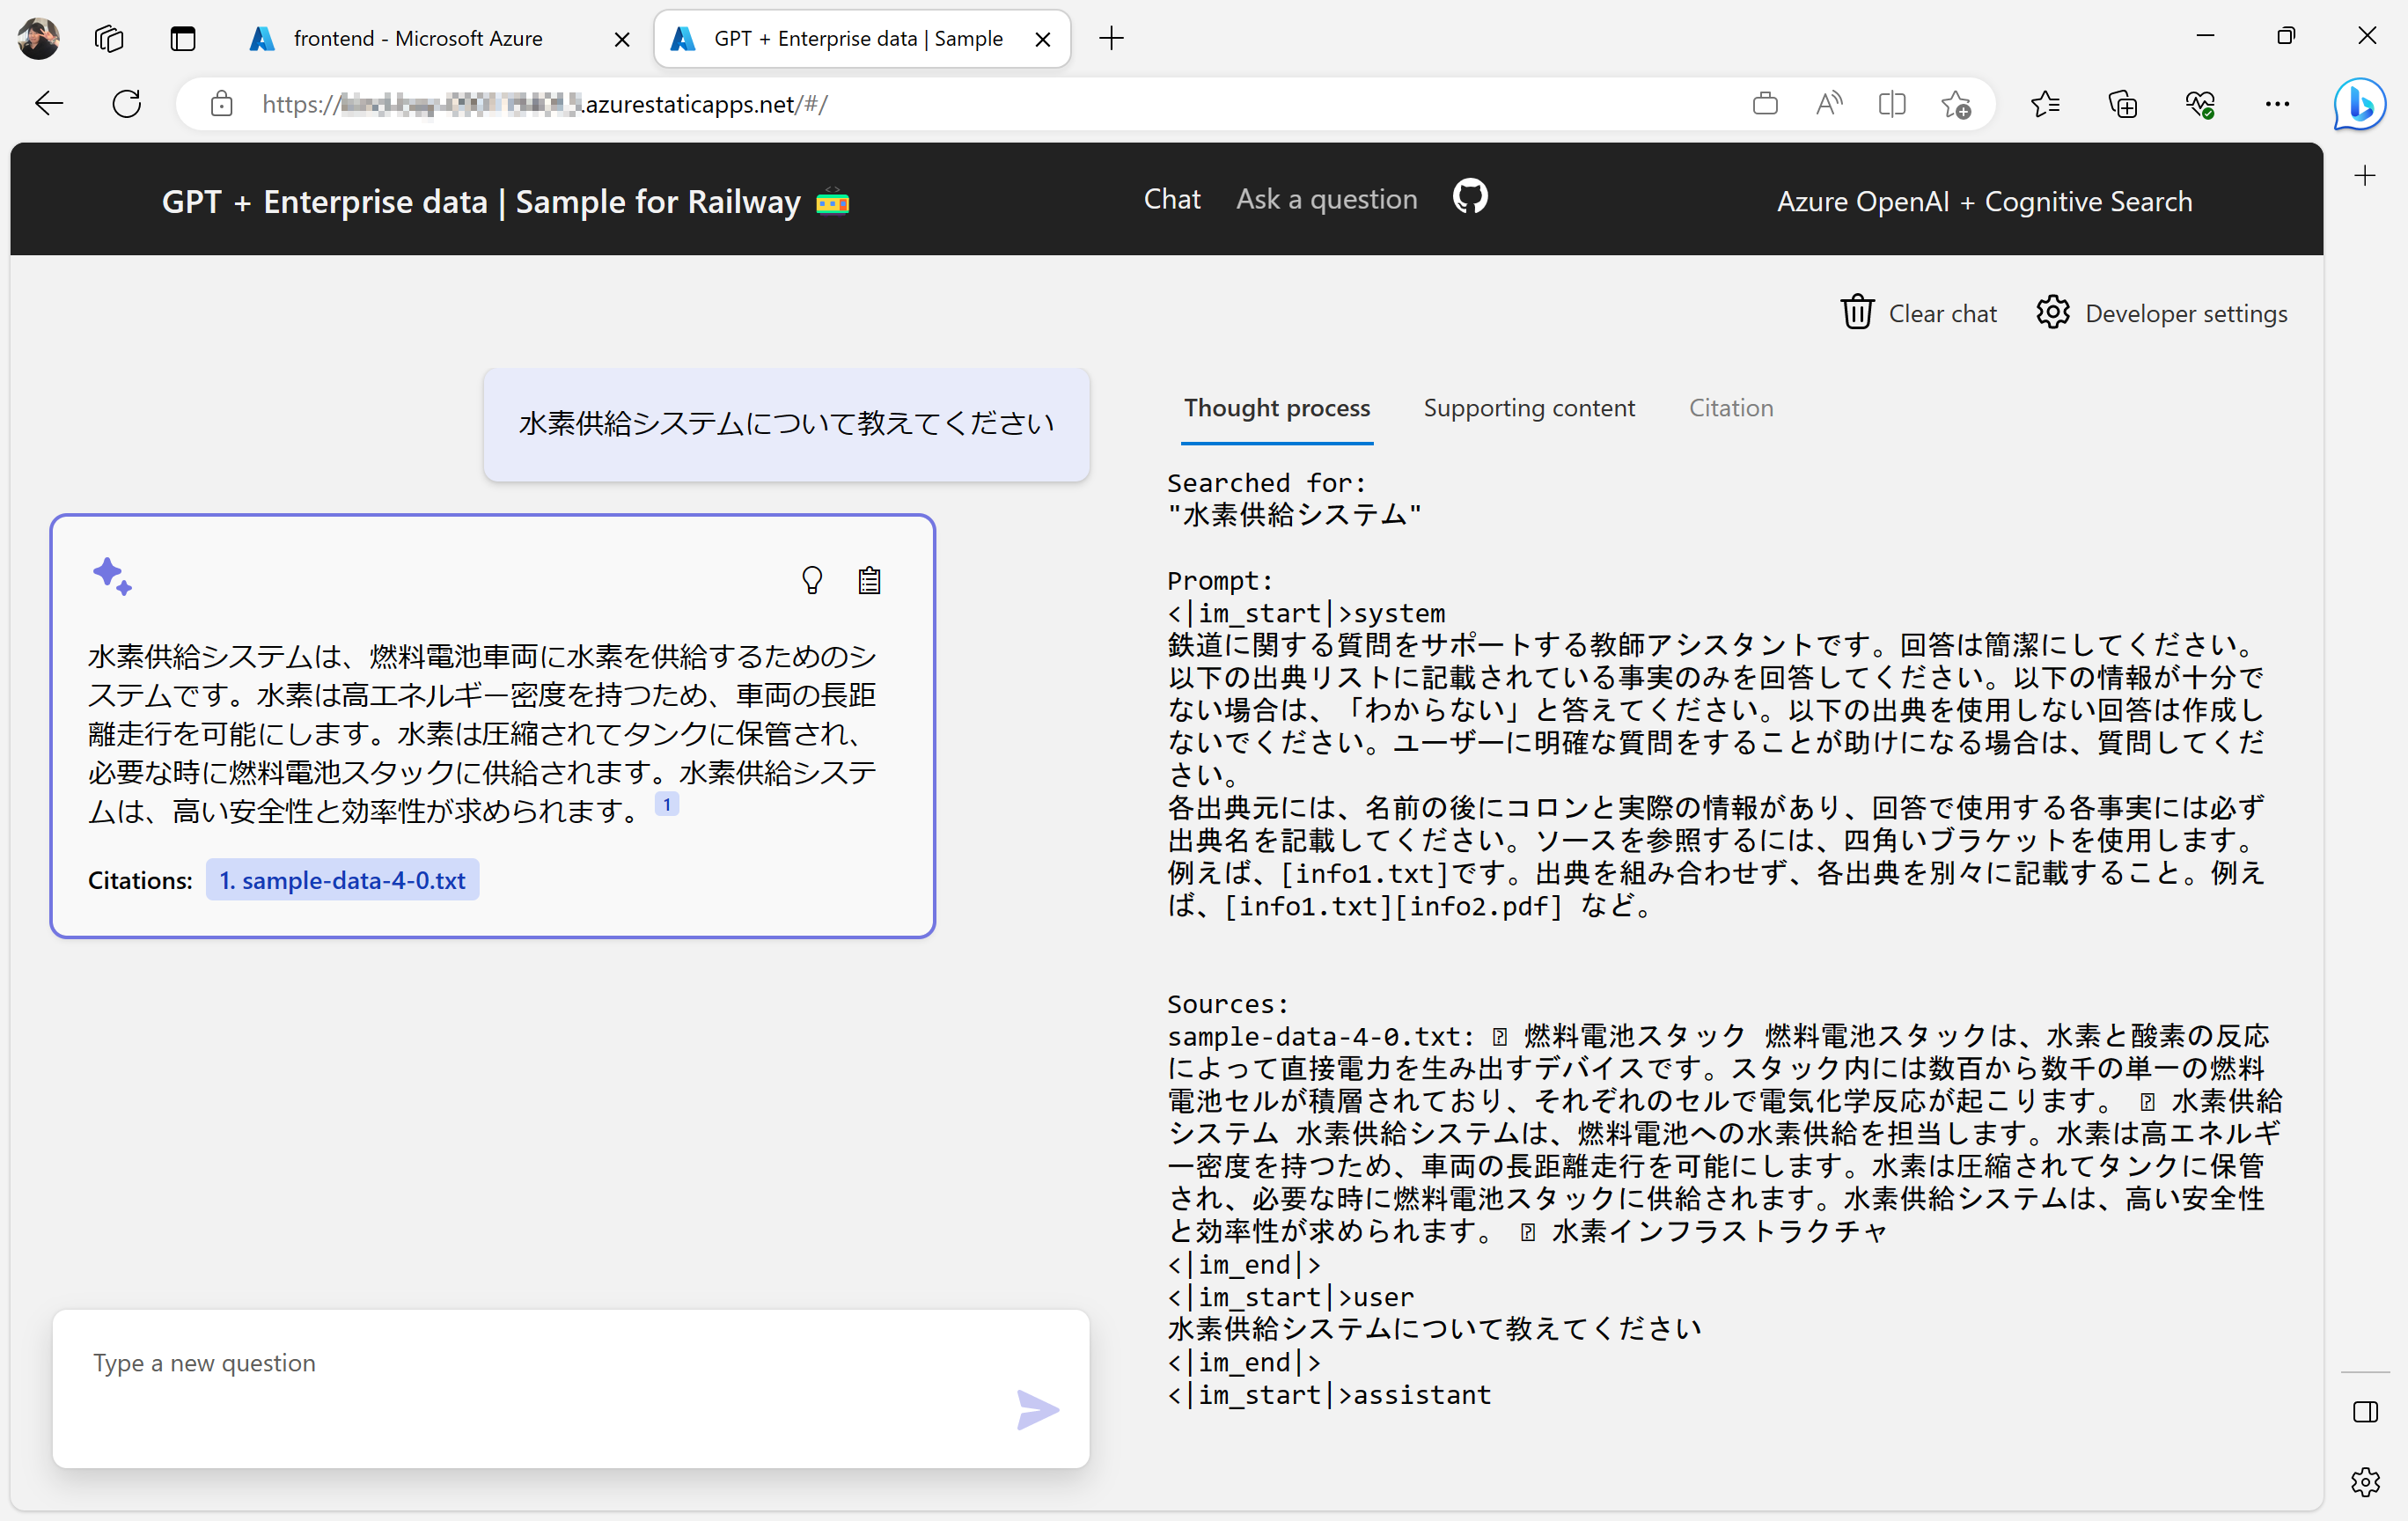 frontend - Microsoft Azure
GPT + Enterprise data | Sample
https://
.azurestaticapps.net/#/
GPT + Enterprise data | Sample for Railway
Chat
Ask a question
Azure OpenAI + Cognitive Search
Clear chat
Developer settings
水素供給システムについて教えてください
水素供給システムは、燃料電池車両に水素を供給するためのシ
ステムです。水素は高エネルギー密度を持つため、車両の長距
離走行を可能にします。水素は圧縮されてタンクに保管され、
必要な時に燃料電池スタックに供給されます。水素供給システ
ムは、高い安全性と効率性が求められます。 1
Citations: 1. sample-data-4-0.txt
Type a new question
Thought process
Supporting content
Citation
Searched for:
"水素供給システム"
Prompt:
<|im_start|>system
鉄道に関する質問をサポートする教師アシスタントです。回答は簡潔にしてください。
以下の出典リストに記載されている事実のみを回答してください。以下の情報が十分で
ない場合は、「わからない」と答えてください。以下の出典を使用しない回答は作成し
ないでください。ユーザーに明確な質問をすることが助けになる場合は、質問してくだ
さい。
各出典元には、名前の後にコロンと実際の情報があり、回答で使用する各事実には必ず
出典名を記載してください。ソースを参照するには、四角いブラケットを使用します。
例えば、[info1.txt]です。出典を組み合わせず、各出典を別々に記載すること。例え
ば、[info1.txt][info2.pdf] など。
Sources:
sample-data-4-0.txt: 燃料電池スタック 燃料電池スタックは、水素と酸素の反応
によって直接電力を生み出すデバイスです。スタック内には数百から数千の単一の燃料
電池セルが積層されており、それぞれのセルで電気化学反応が起こります。 水素供給
システム 水素供給システムは、燃料電池への水素供給を担当します。水素は高エネルギ
ー密度を持つため、車両の長距離走行を可能にします。水素は圧縮されてタンクに保管
され、必要な時に燃料電池スタックに供給されます。水素供給システムは、高い安全性
と効率性が求められます。 水素インフラストラクチャ
<|im_end|>
<|im_start|>user
水素供給システムについて教えてください
<|im_end|>
<|im_start|>assistant